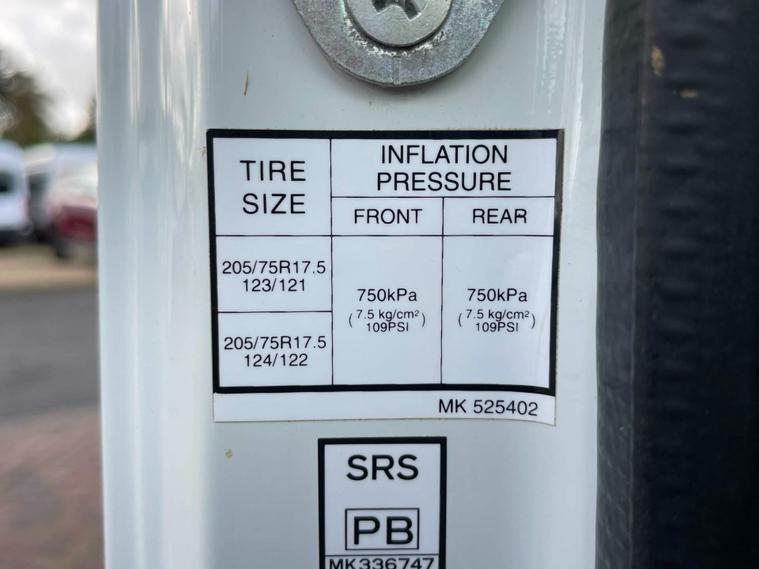 TIRE
SIZE
INFLATION
PRESSURE
FRONT
REAR
205/75R17.5
123/121
205/75R17.5
124/122
750kPa
( 7.5 kg/cm² )
109PSI
750kPa
( 7.5 kg/cm² )
109PSI
MK 525402
SRS
PB
MK336747